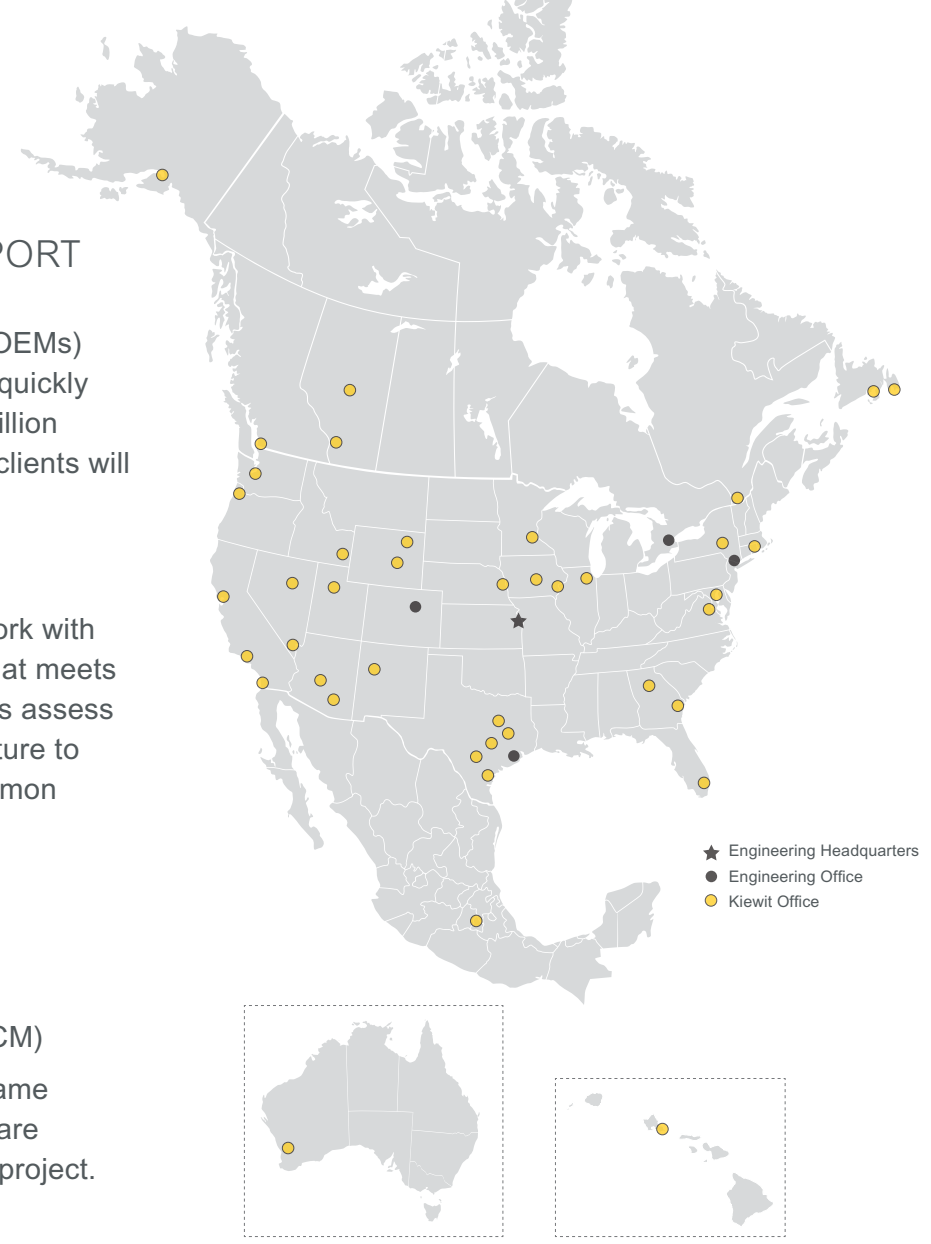 PORT
OEMs)
quickly
illion
clients will
ork with
at meets
s assess
ture to
mon
Engineering Headquarters
Engineering Office
Kiewit Office
CM)
ame
are
project.